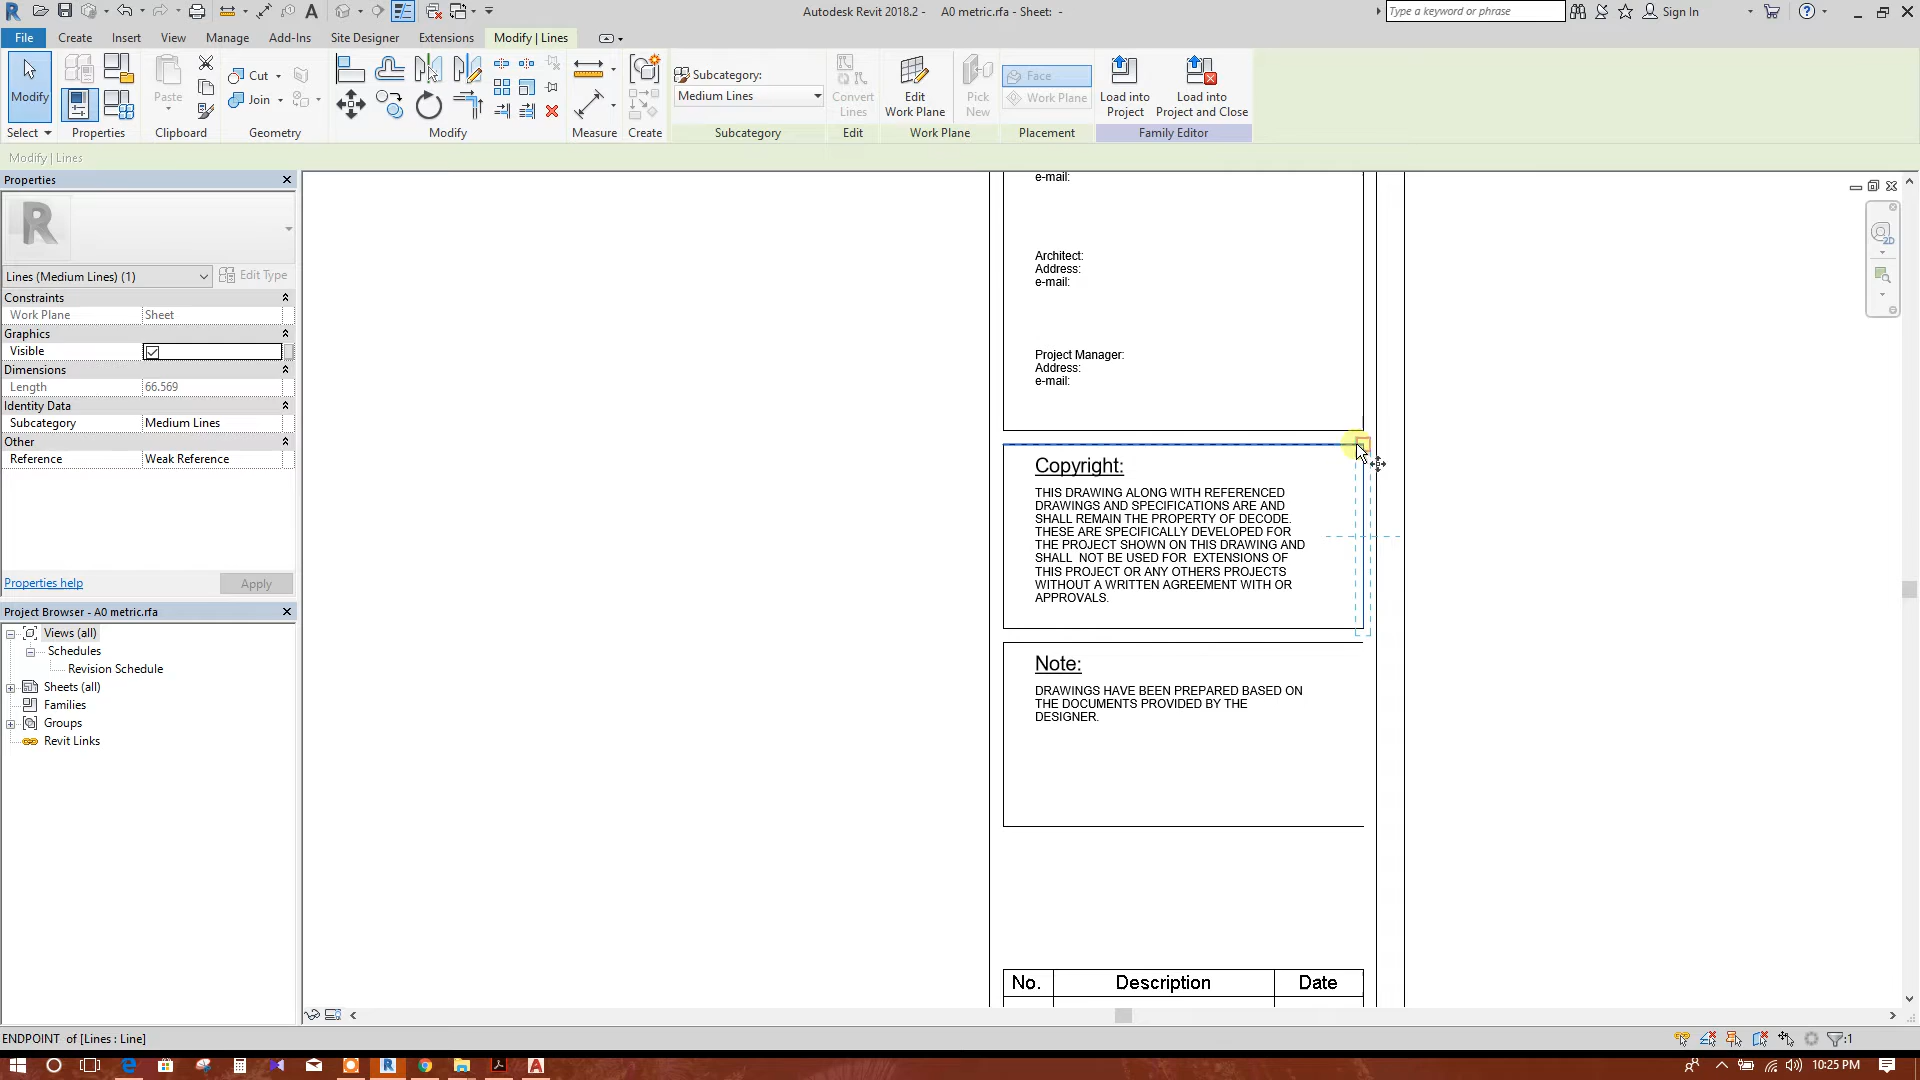 Autodesk Revit 2018.2 - A0 metric.rfa - Sheet: -
Type a keyword or phrase
Sign In
File
Create
Insert
View
Manage
Add-Ins
Site Designer
Extensions
Modify | Lines
Modify
Paste
Cut
Join
Subcategory:
Medium Lines
Convert
Lines
Edit
Work Plane
Pick
New
Face
Work Plane
Load into
Project
Load into
Project and Close
Select
Properties
Clipboard
Geometry
Modify
Measure
Create
Subcategory
Edit
Work Plane
Placement
Family Editor
Modify | Lines
Properties
Lines (Medium Lines) (1)
Edit Type
Constraints
Work Plane Sheet
Graphics
Visible
Dimensions
Length 66.569
Identity Data
Subcategory Medium Lines
Other
Reference Weak Reference
Properties help
Apply
Project Browser - A0 metric.rfa
Views (all)
Schedules
Revision Schedule
Sheets (all)
Families
Groups
Revit Links
e-mail:
Architect:
Address:
e-mail:
Project Manager:
Address:
e-mail:
Copyright:
THIS DRAWING ALONG WITH REFERENCED
DRAWINGS AND SPECIFICATIONS ARE AND
SHALL REMAIN THE PROPERTY OF DECODE.
THESE ARE SPECIFICALLY DEVELOPED FOR
THE PROJECT SHOWN ON THIS DRAWING AND
SHALL NOT BE USED FOR EXTENSIONS OF
THIS PROJECT OR ANY OTHERS PROJECTS
WITHOUT A WRITTEN AGREEMENT WITH OR
APPROVALS.
Note:
DRAWINGS HAVE BEEN PREPARED BASED ON
THE DOCUMENTS PROVIDED BY THE
DESIGNER.
No. Description Date
2D
ENDPOINT of [Lines : Line]
:1
10:25 PM